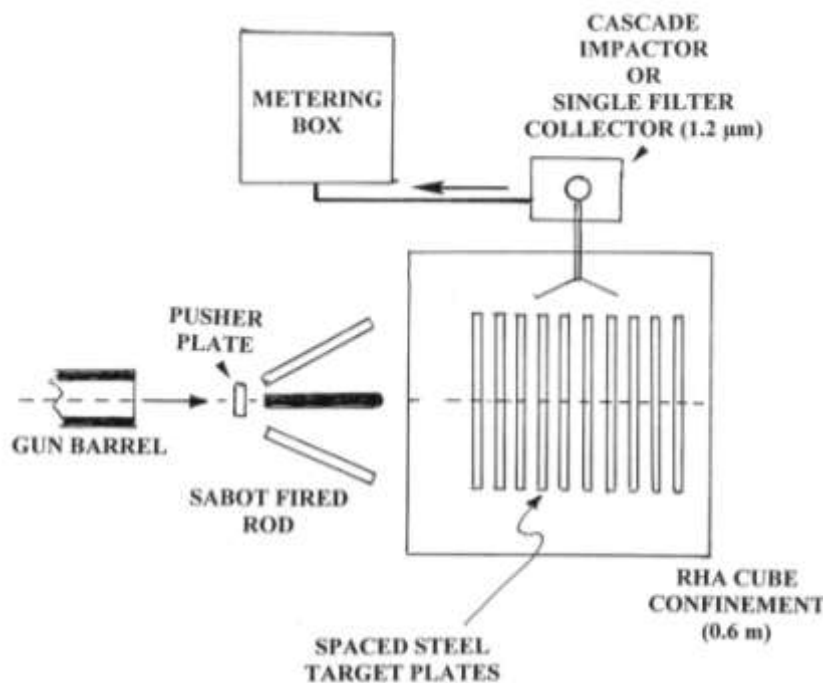 CASCADE
IMPACTOR
OR
SINGLE FILTER
COLLECTOR (1.2 µm)
METERING
BOX
PUSHER
PLATE
GUN BARREL
SABOT FIRED
ROD
RHA CUBE
CONFINEMENT
(0.6 m)
SPACED STEEL
TARGET PLATES